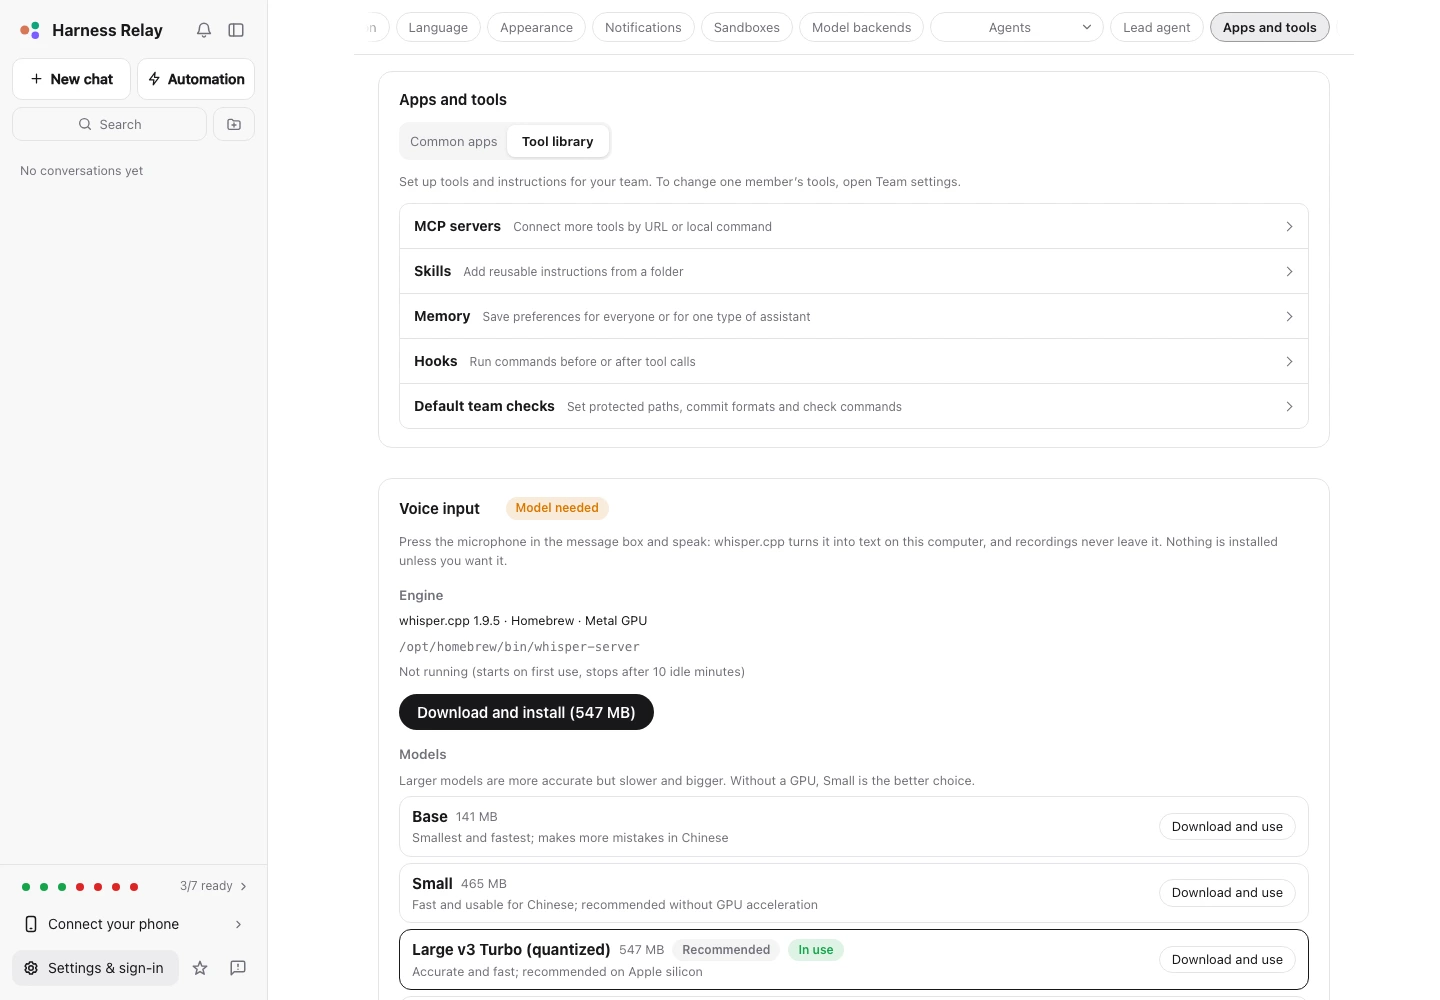 Harness Relay
New chat
Automation
Search
No conversations yet
3/7 ready
Connect your phone
Settings & sign-in
n
Language
Appearance
Notifications
Sandboxes
Model backends
Agents
Lead agent
Apps and tools
Apps and tools
Common apps
Tool library
Set up tools and instructions for your team. To change one member's tools, open Team settings.
MCP servers Connect more tools by URL or local command
Skills Add reusable instructions from a folder
Memory Save preferences for everyone or for one type of assistant
Hooks Run commands before or after tool calls
Default team checks Set protected paths, commit formats and check commands
Voice input Model needed
Press the microphone in the message box and speak: whisper.cpp turns it into text on this computer, and recordings never leave it. Nothing is installed
unless you want it.
Engine
whisper.cpp 1.9.5 · Homebrew · Metal GPU
/opt/homebrew/bin/whisper-server
Not running (starts on first use, stops after 10 idle minutes)
Download and install (547 MB)
Models
Larger models are more accurate but slower and bigger. Without a GPU, Small is the better choice.
Base 141 MB
Smallest and fastest; makes more mistakes in Chinese
Download and use
Small 465 MB
Fast and usable for Chinese; recommended without GPU acceleration
Download and use
Large v3 Turbo (quantized) 547 MB Recommended In use
Accurate and fast; recommended on Apple silicon
Download and use